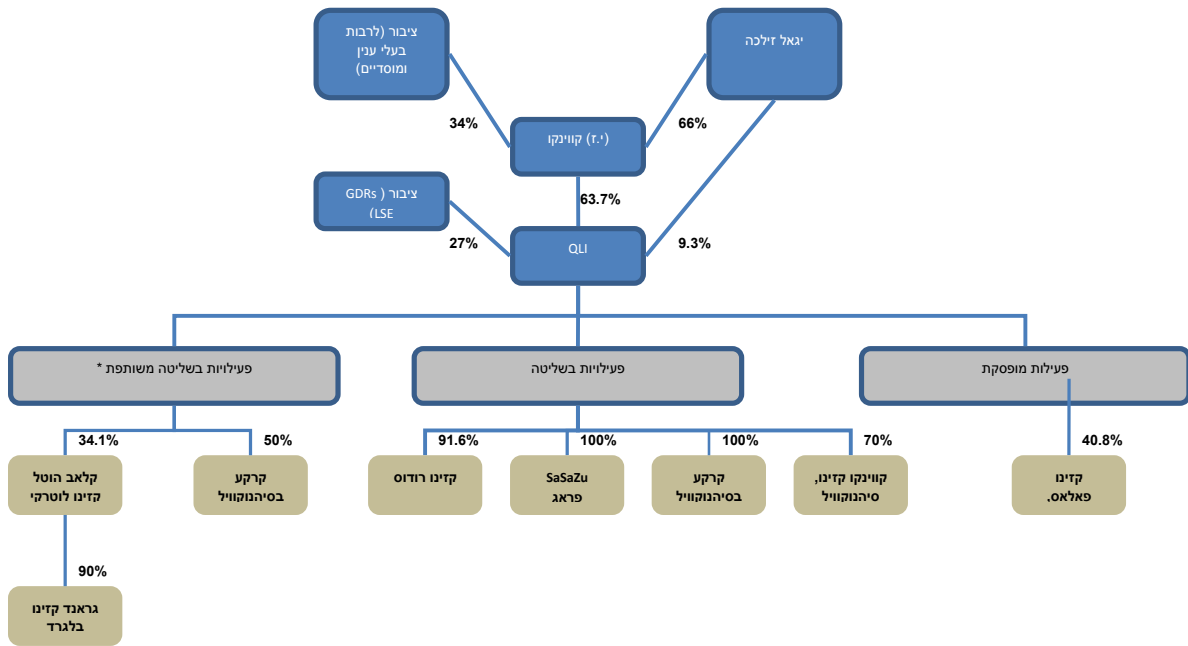 ציבור (לרבות
בעלי ענין
ומוסדיים)
יגאל זילכה
34%
66%
(י.ז) קווינקו
63.7%
ציבור ( GDRs
LSE)
27%
9.3%
QLI
פעילויות בשליטה משותפת *
פעילויות בשליטה
פעילות מופסקת
34.1%
50%
91.6%
100%
100%
70%
40.8%
קלאב הוטל
קזינו לוטרקי
קרקע
בסיהנוקוויל
קזינו רודוס
SaSaZu
פראג
קרקע
בסיהנוקוויל
קווינקו קזינו,
סיהנוקוויל
קזינו
פאלאס,
90%
גראנד קזינו
בלגרד